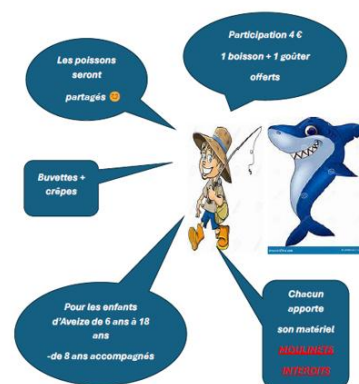 Les poissons
seront
partagés
Participation 4 €
1 boisson + 1 goûter
offerts
Buvettes +
crêpes
Pour les enfants
d'Aveize de 6 ans à 18
ans
-de 8 ans accompagnés
Chacun
apporte
son matériel
MOULINETS
INTERDITS